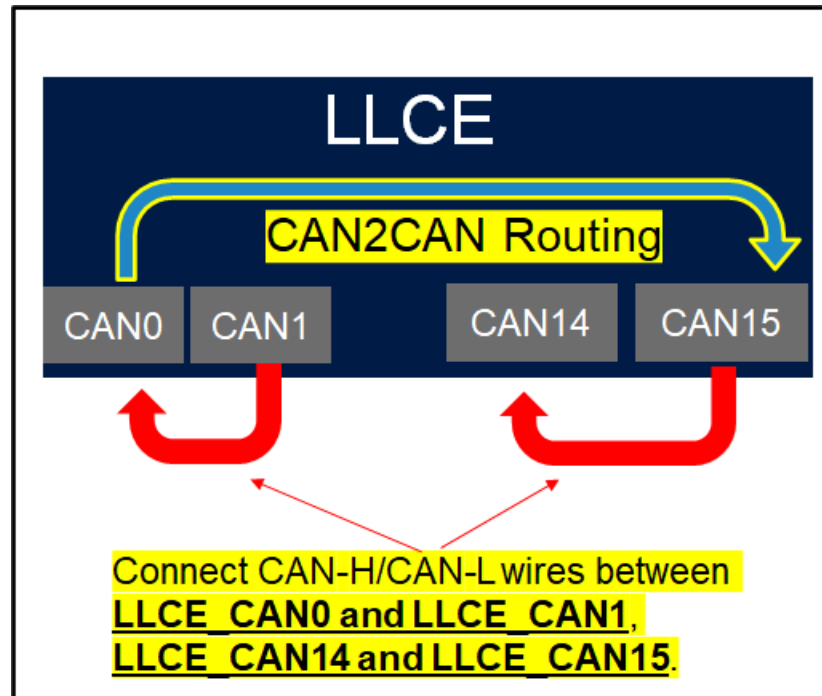 LLCE
CAN2CAN Routing
CAN0
CAN1
CAN14
CAN15
Connect CAN-H/CAN-L wires between
LLCE_CAN0 and LLCE_CAN1,
LLCE_CAN14 and LLCE_CAN15.